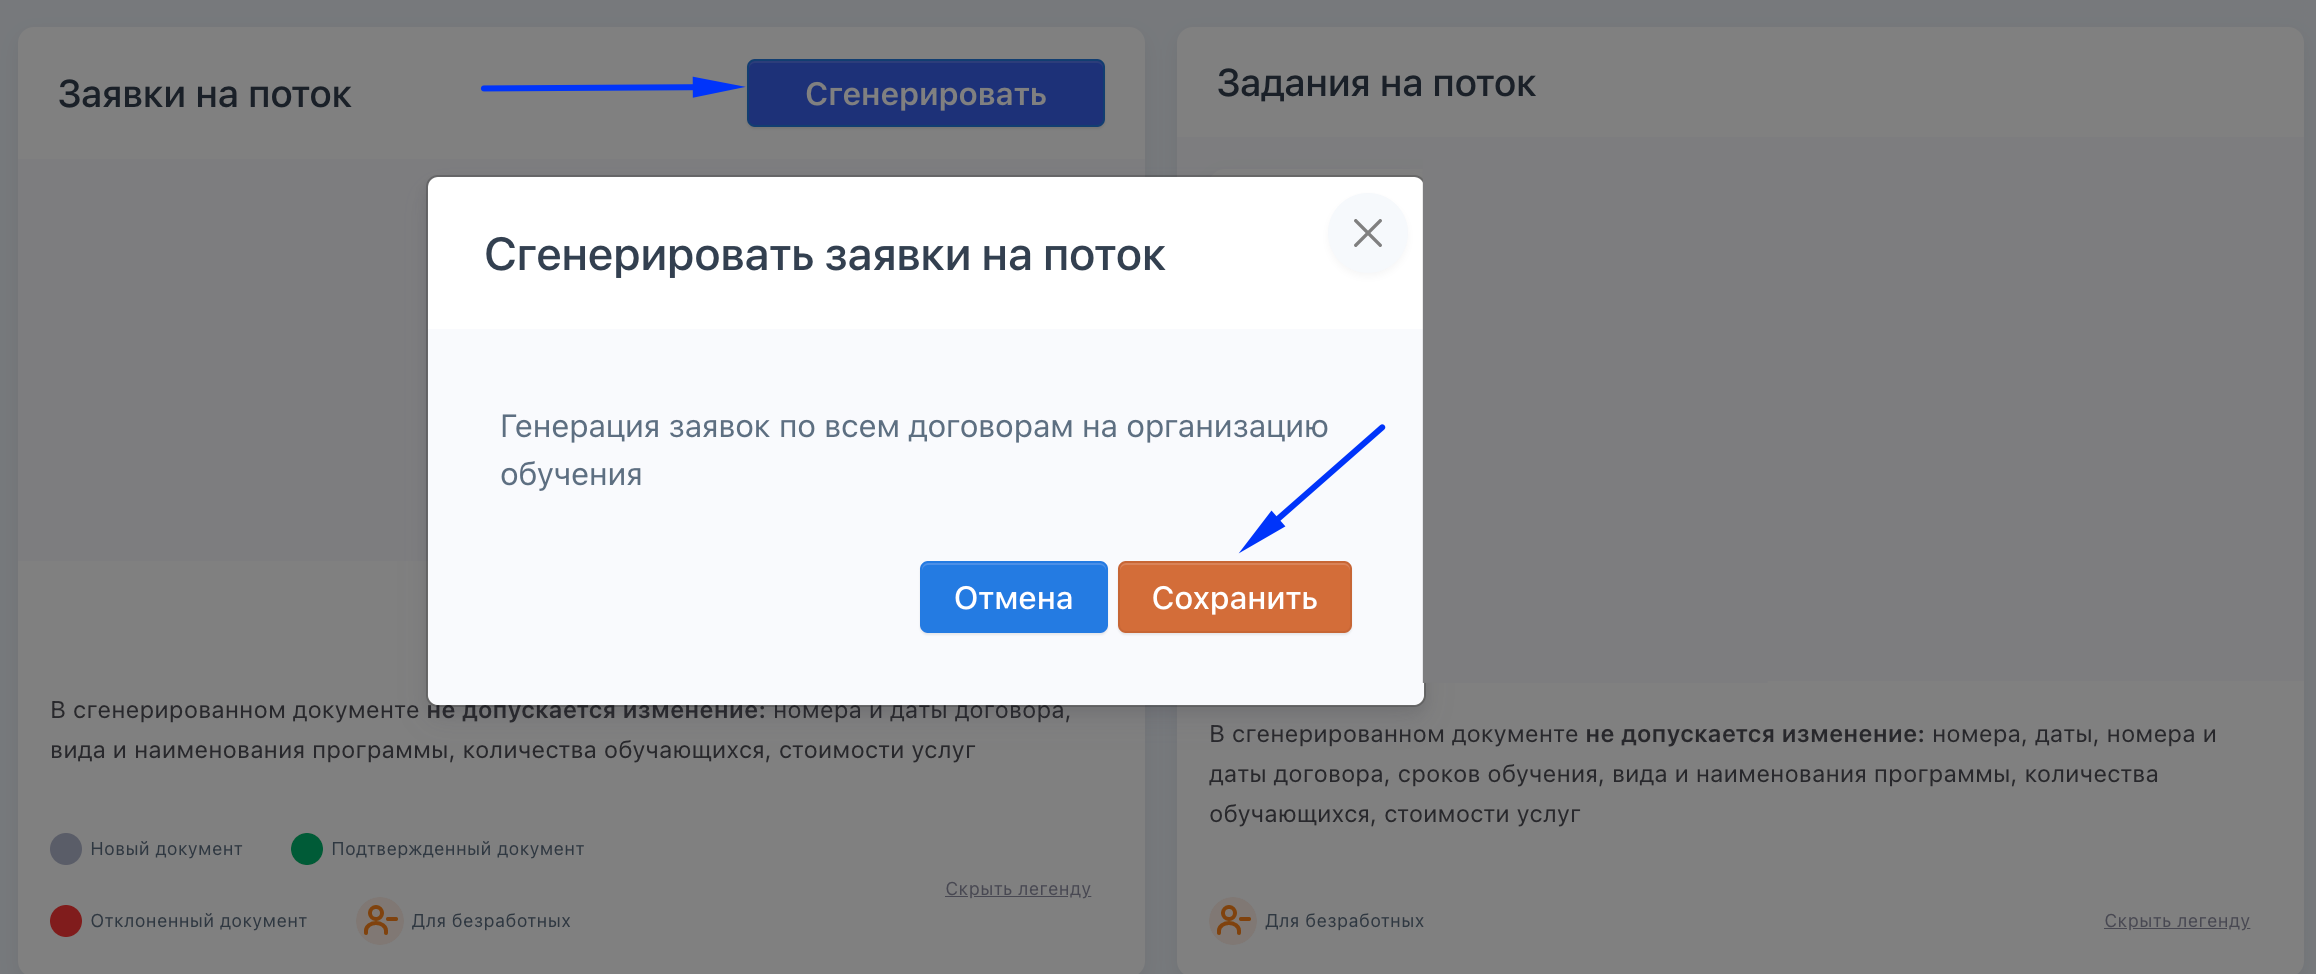 Заявки на поток
Сгенерировать
Задания на поток
Сгенерировать заявки на поток
Генерация заявок по всем договорам на организацию
обучения
Отмена
Сохранить
В сгенерированном документе не допускается изменение: номера и даты договора,
вида и наименования программы, количества обучающихся, стоимости услуг
Новый документ
Подтвержденный документ
Скрыть легенду
Отклоненный документ
Для безработных
В сгенерированном документе не допускается изменение: номера, даты, номера и
даты договора, сроков обучения, вида и наименования программы, количества
обучающихся, стоимости услуг
Для безработных
Скрыть легенду